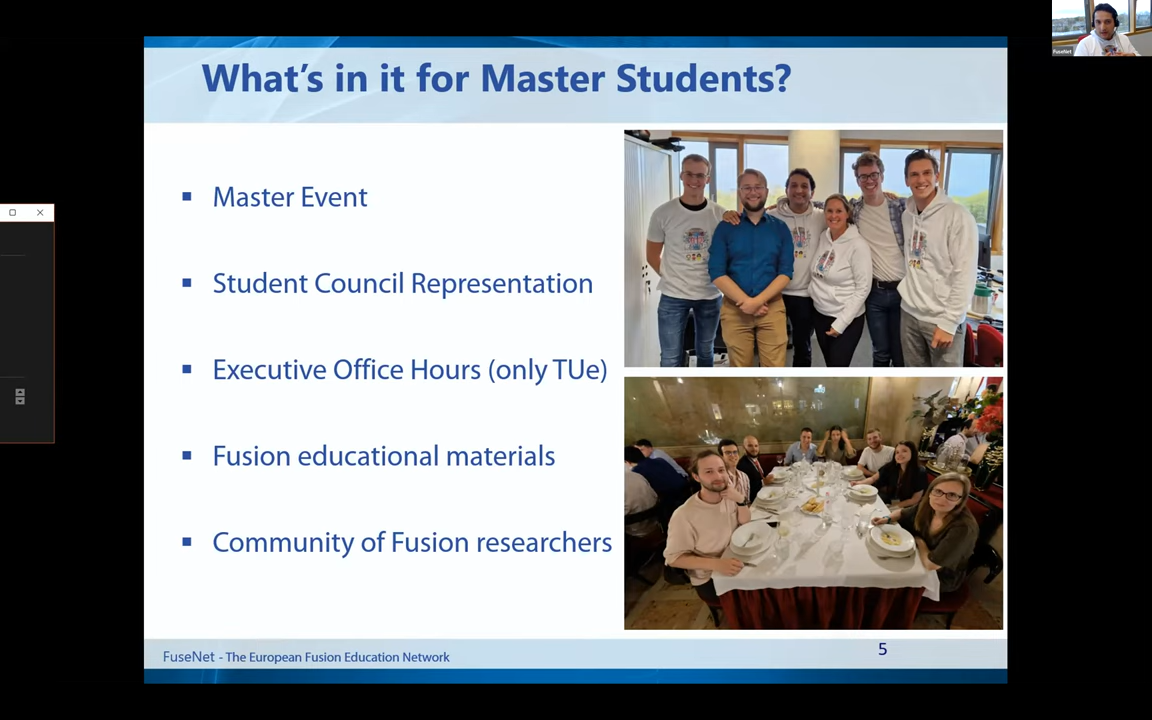 What's in it for Master Students?
▪ Master Event
▪ Student Council Representation
▪ Executive Office Hours (only TUe)
▪ Fusion educational materials
▪ Community of Fusion researchers
FuseNet - The European Fusion Education Network
5
FuseNet